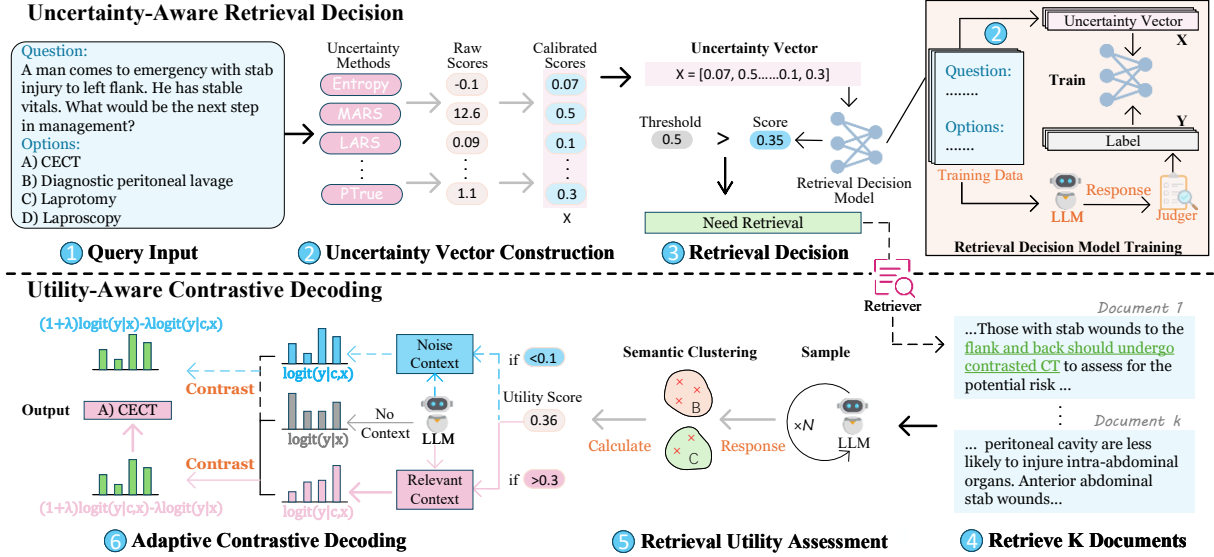 Uncertainty-Aware Retrieval Decision
Question:
A man comes to emergency with stab
injury to left flank. He has stable
vitals. What would be the next step
in management?
Options:
A) CECT
B) Diagnostic peritoneal lavage
C) Laprotomy
D) Laproscopy
1 Query Input
Uncertainty
Methods
Raw
Scores
Calibrated
Scores
Entropy
-0.1
0.07
MARS
12.6
0.5
LARS
0.09
0.1
PTrue
1.1
0.3
X
2 Uncertainty Vector Construction
Uncertainty Vector
X = [0.07, 0.5......0.1, 0.3]
Threshold
0.5
>
Score
0.35
Retrieval Decision
Model
Need Retrieval
3 Retrieval Decision
2
Uncertainty Vector
X
Question:
........
Options:
......
Training Data
Train
Y
Label
LLM
Response
Judger
Retrieval Decision Model Training
Utility-Aware Contrastive Decoding
Retriever
Document 1
...Those with stab wounds to the
flank and back should undergo
contrasted CT to assess for the
potential risk ...
Document k
... peritoneal cavity are less
likely to injure intra-abdominal
organs. Anterior abdominal
stab wounds...
4 Retrieve K Documents
Sample
×N
LLM
Response
Semantic Clustering
B
C
Calculate
5 Retrieval Utility Assessment
if <0.1
Utility Score
0.36
if >0.3
Noise
Context
LLM
No
Context
Relevant
Context
logit(y|c,x)
logit(y|x)
logit(y|c,x)
(1+λ)logit(y|x)-λlogit(y|c,x)
Contrast
Output
A) CECT
Contrast
(1+λ)logit(y|c,x)-λlogit(y|x)
6 Adaptive Contrastive Decoding